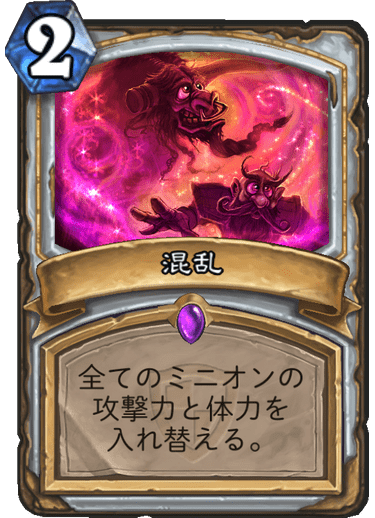 2
混乱
全てのミニオンの
攻撃力と体力を
入れ替える。